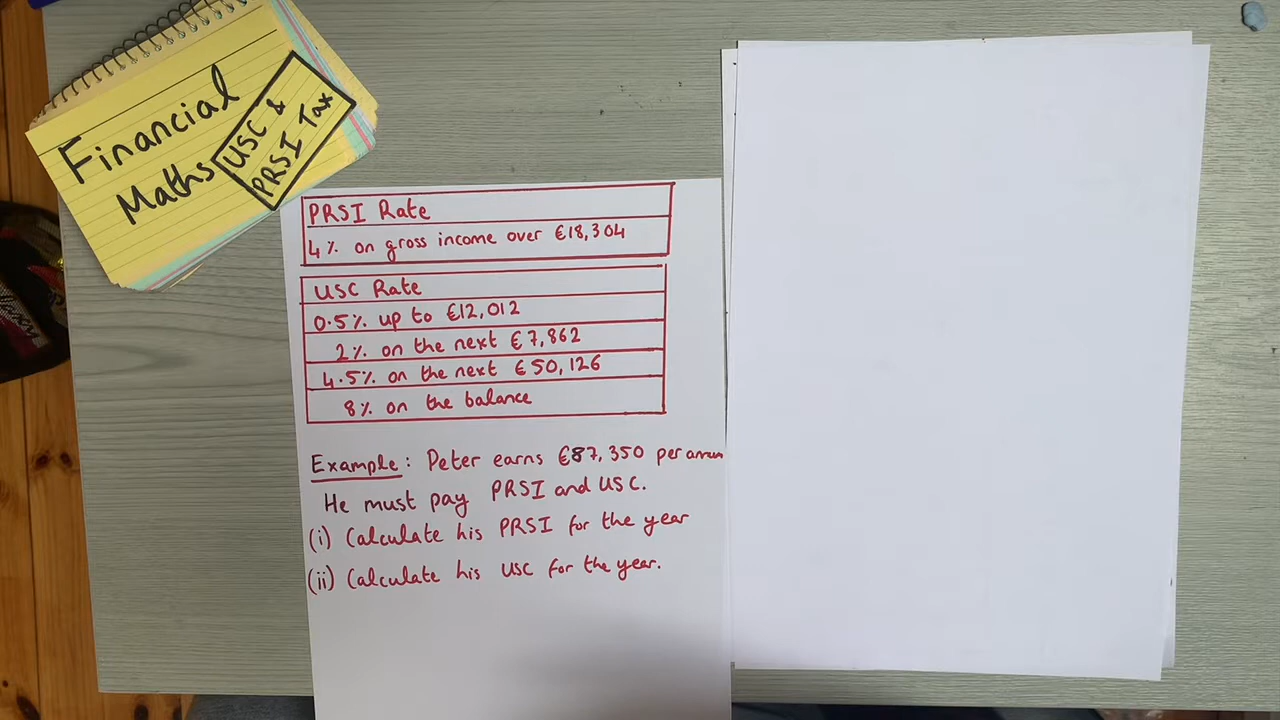 Financial
Maths
USC &
PRSI Tax
PRSI Rate
4% on gross income over €18,304
USC Rate
0.5% up to €12,012
2% on the next €7,862
4.5% on the next €50,126
8% on the balance
Example: Peter earns €87,350 per annum
He must pay PRSI and USC.
(i) Calculate his PRSI for the year
(ii) Calculate his USC for the year.